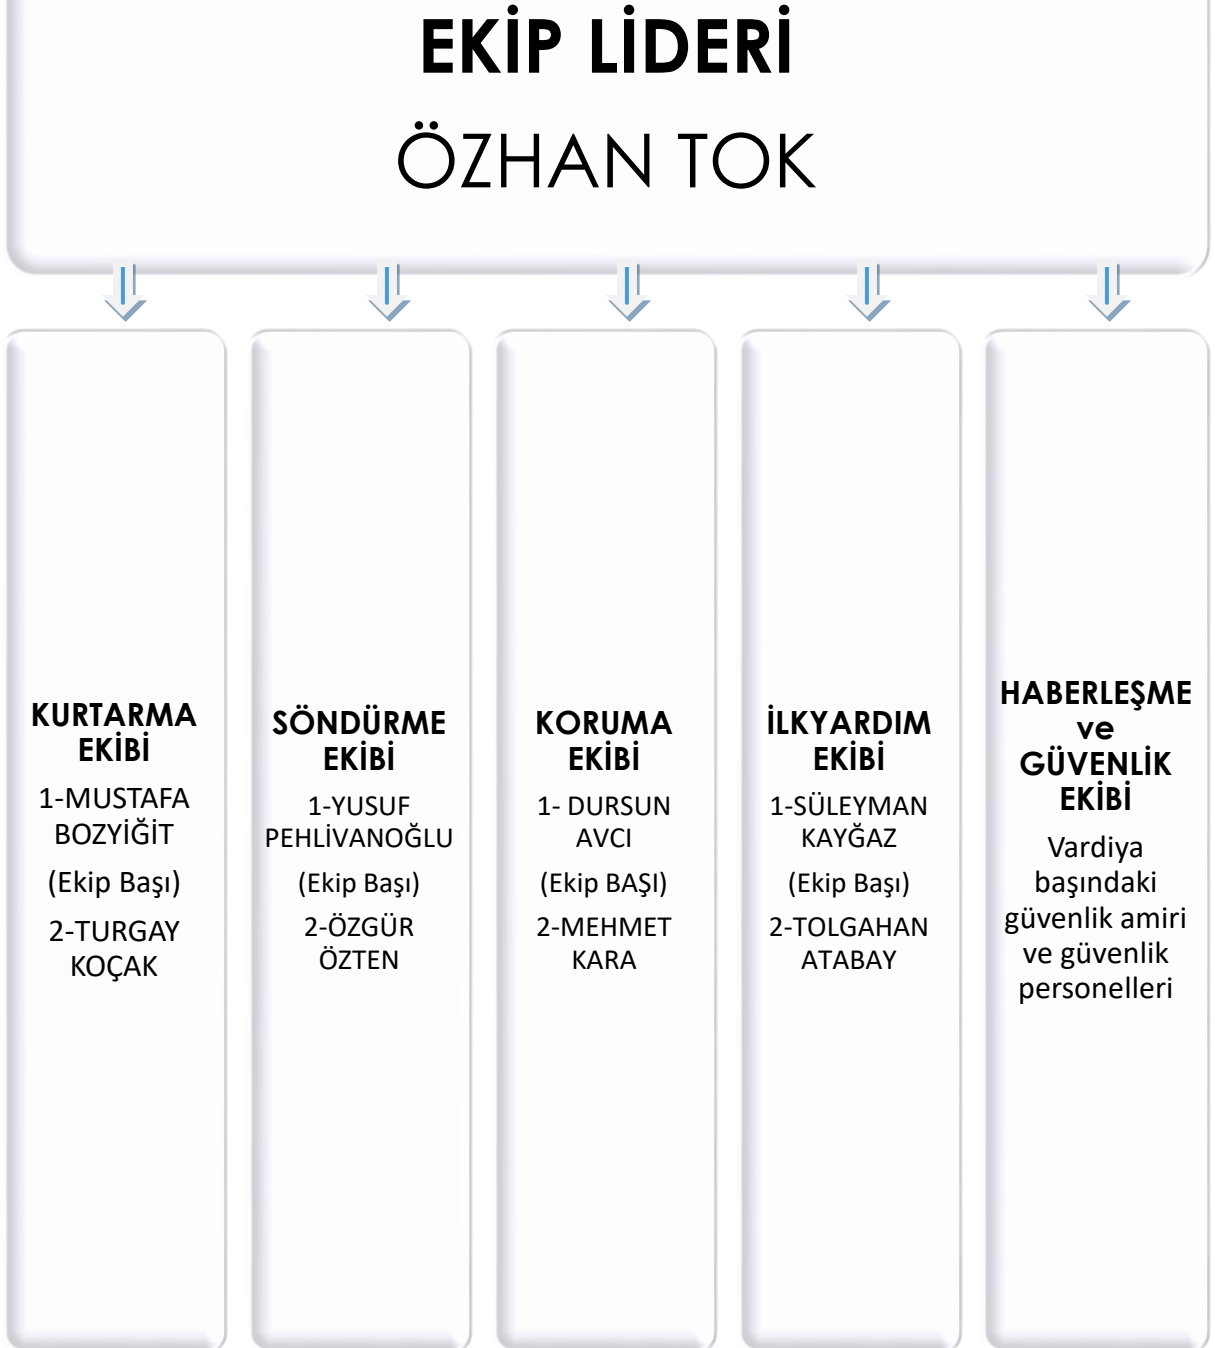 EKİP LİDERİ
ÖZHAN TOK
KURTARMA
EKİBİ
1-MUSTAFA
BOZYİĞİT
(Ekip Başı)
2-TURGAY
KOÇAK
SÖNDÜRME
EKİBİ
1-YUSUF
PEHLİVANOĞLU
(Ekip Başı)
2-ÖZGÜR
ÖZTEN
KORUMA
EKİBİ
1- DURSUN
AVCI
(Ekip BAŞI)
2-MEHMET
KARA
İLKYARDIM
EKİBİ
1-SÜLEYMAN
KAYĞAZ
(Ekip Başı)
2-TOLGAHAN
ATABAY
HABERLEŞME
ve
GÜVENLİK
EKİBİ
Vardiya
başındaki
güvenlik amiri
ve güvenlik
personelleri